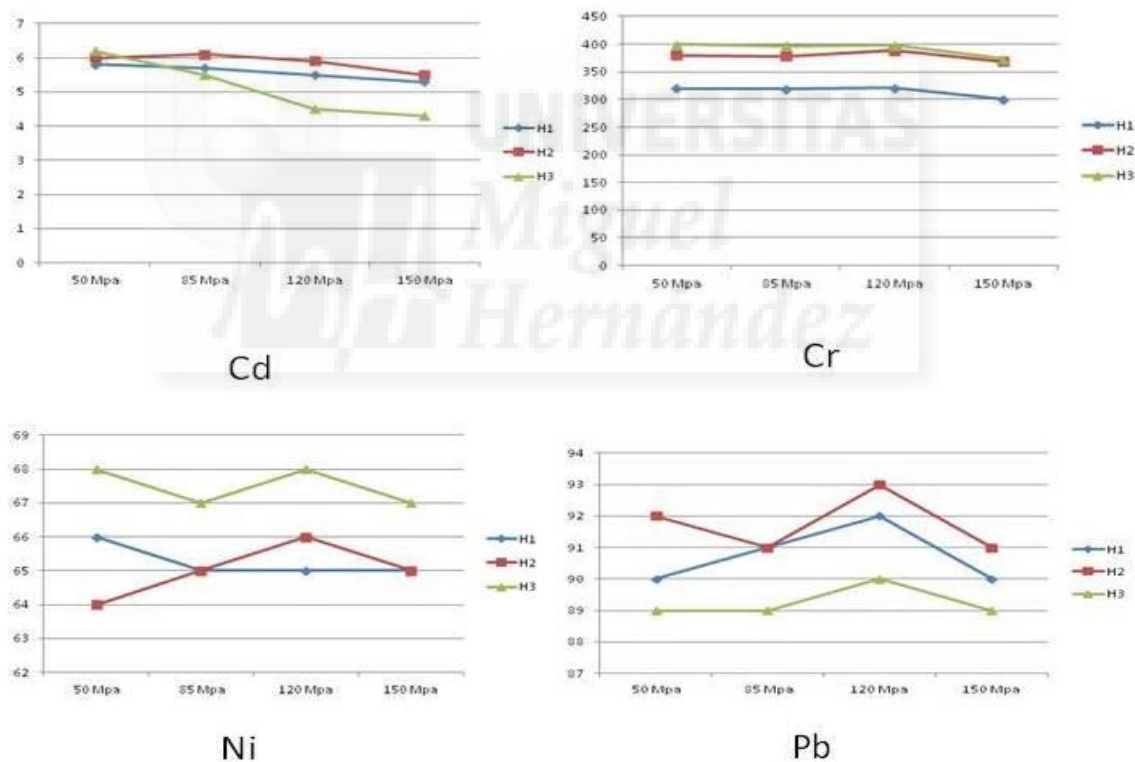 7
6
5
4
3
2
1
0
50 Mpa 85 Mpa 120 Mpa 150 Mpa
H1
H2
H3
Cd
450
400
350
300
250
200
150
100
50
0
50 Mpa 85 Mpa 120 Mpa 150 Mpa
H1
H2
H3
Cr
UNIVERSITAS
Miguel
Hernández
69
68
67
66
65
64
63
62
50 Mpa 85 Mpa 120 Mpa 150 Mpa
H1
H2
H3
Ni
94
93
92
91
90
89
88
87
50 Mpa 85 Mpa 120 Mpa 150 Mpa
H1
H2
H3
Pb